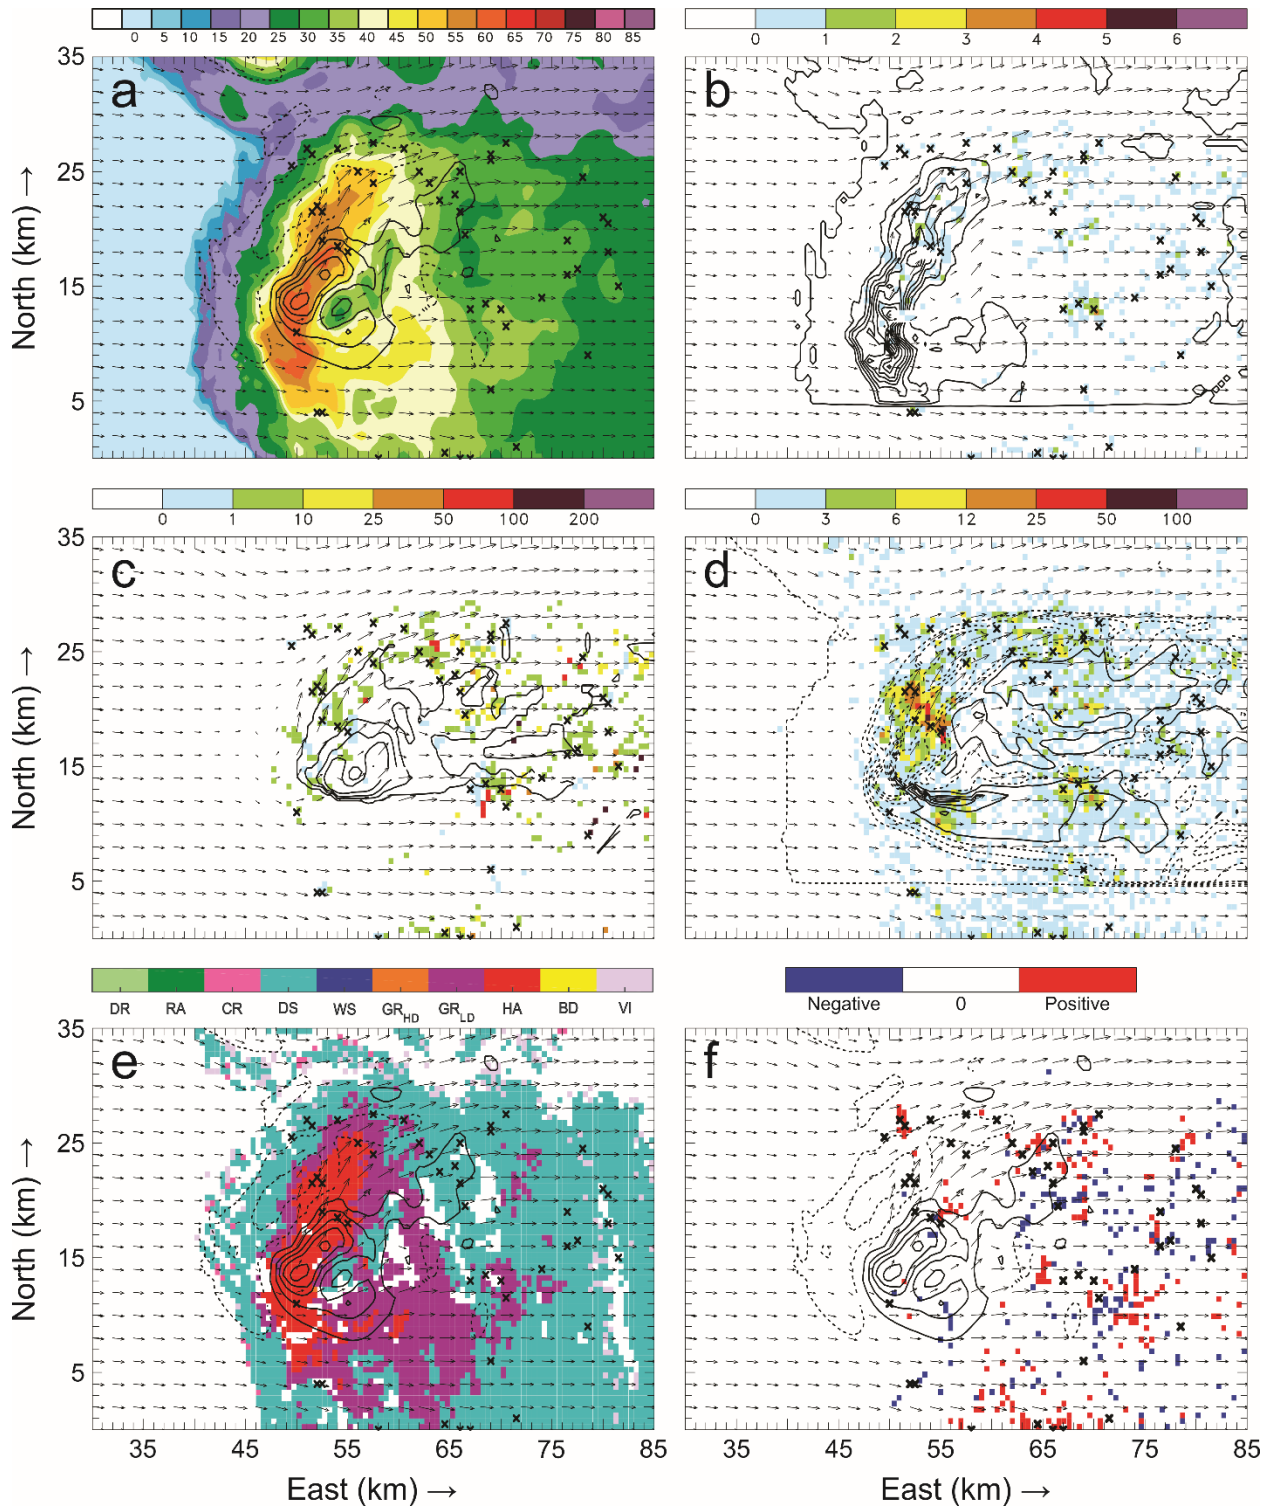 0 5 10 15 20 25 30 35 40 45 50 55 60 65 70 75 80 85
0 1 2 3 4 5 6
a
b
35
25
15
5
North (km) →
0 1 10 25 50 100 200
0 3 6 12 25 50 100
c
d
35
25
15
5
North (km) →
DR RA CR DS WS GR_HD GR_LD HA BD VI
Negative 0 Positive
e
f
35
25
15
5
North (km) →
35 45 55 65 75 85
35 45 55 65 75 85
East (km) →
East (km) →